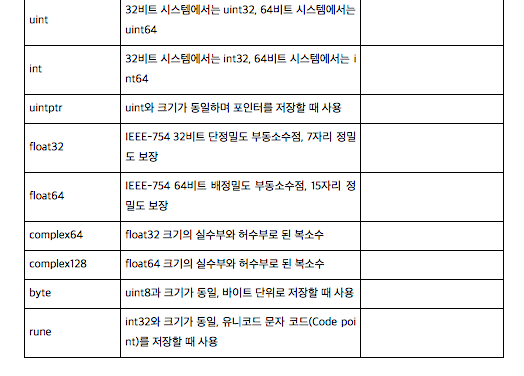 uint
32비트 시스템에서는 uint32, 64비트 시스템에서는
uint64
int
32비트 시스템에서는 int32, 64비트 시스템에서는 i
nt64
uintptr
uint와 크기가 동일하며 포인터를 저장할 때 사용
float32
IEEE-754 32비트 단정밀도 부동소수점, 7자리 정밀
도 보장
float64
IEEE-754 64비트 배정밀도 부동소수점, 15자리 정
밀도 보장
complex64
float32 크기의 실수부와 허수부로 된 복소수
complex128
float64 크기의 실수부와 허수부로 된 복소수
byte
uint8과 크기가 동일, 바이트 단위로 저장할 때 사용
rune
int32와 크기가 동일, 유니코드 문자 코드(Code poi
nt)를 저장할 때 사용